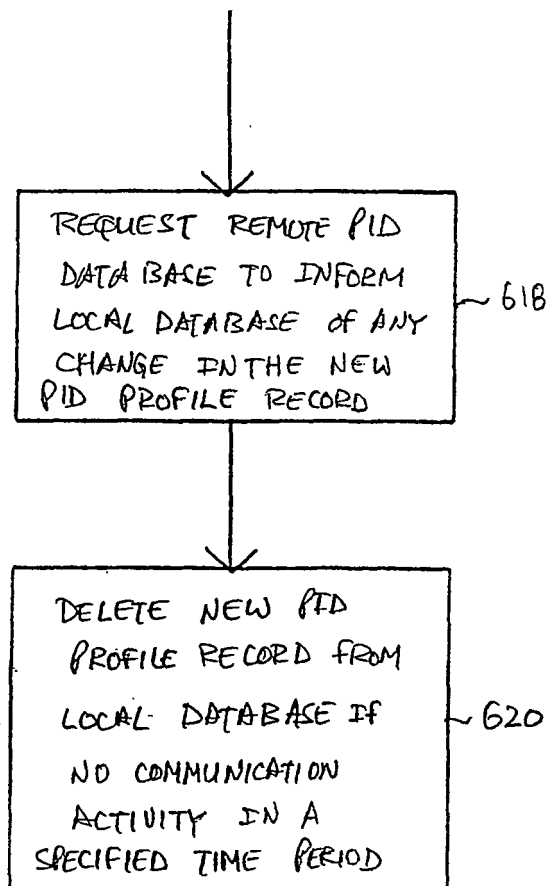 REQUEST REMOTE PID
DATABASE TO INFORM
LOCAL DATABASE OF ANY
CHANGE IN THE NEW
PID PROFILE RECORD
618
DELETE NEW PID
PROFILE RECORD FROM
LOCAL DATABASE IF
NO COMMUNICATION
ACTIVITY IN A
SPECIFIED TIME PERIOD
620